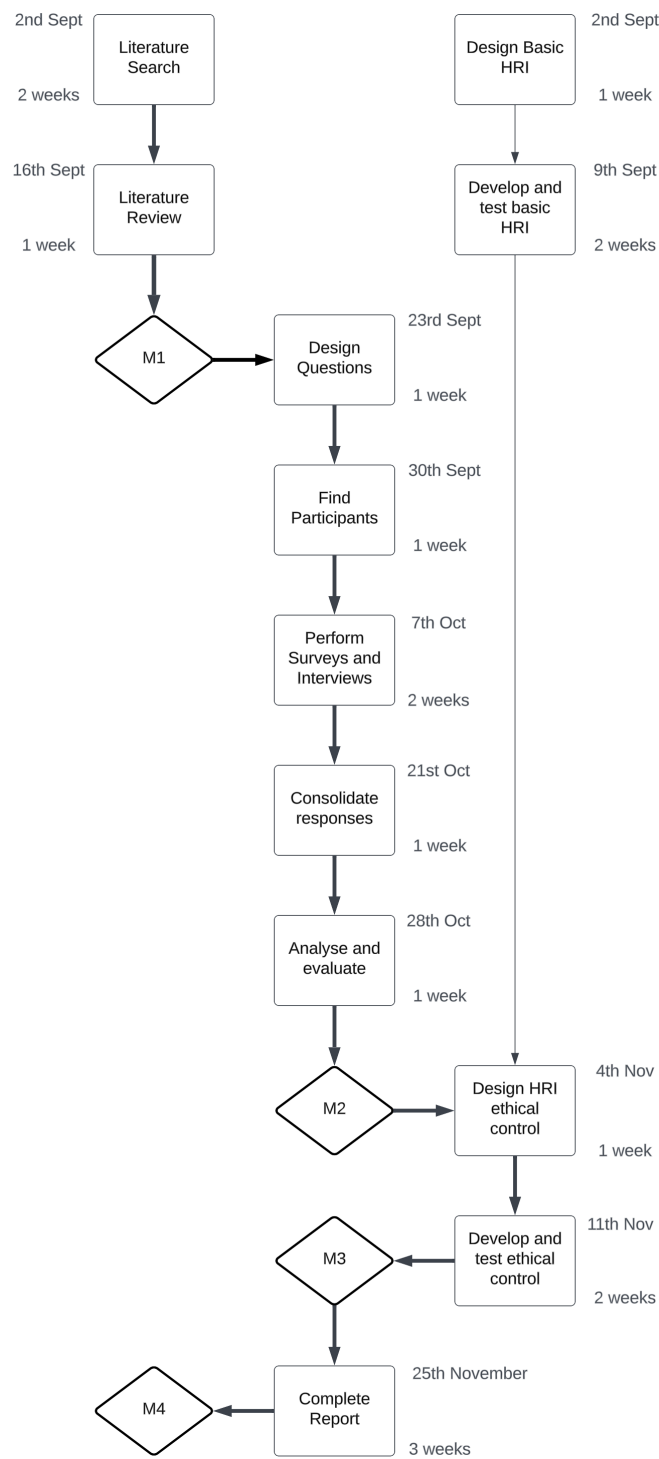 2nd Sept
Literature
Search
2 weeks
Design Basic
HRI
2nd Sept
1 week
16th Sept
Literature
Review
1 week
Develop and
test basic
HRI
9th Sept
2 weeks
M1
Design
Questions
23rd Sept
1 week
Find
Participants
30th Sept
1 week
Perform
Surveys and
Interviews
7th Oct
2 weeks
Consolidate
responses
21st Oct
1 week
Analyse and
evaluate
28th Oct
1 week
M2
Design HRI
ethical
control
4th Nov
1 week
M3
Develop and
test ethical
control
11th Nov
2 weeks
M4
Complete
Report
25th November
3 weeks